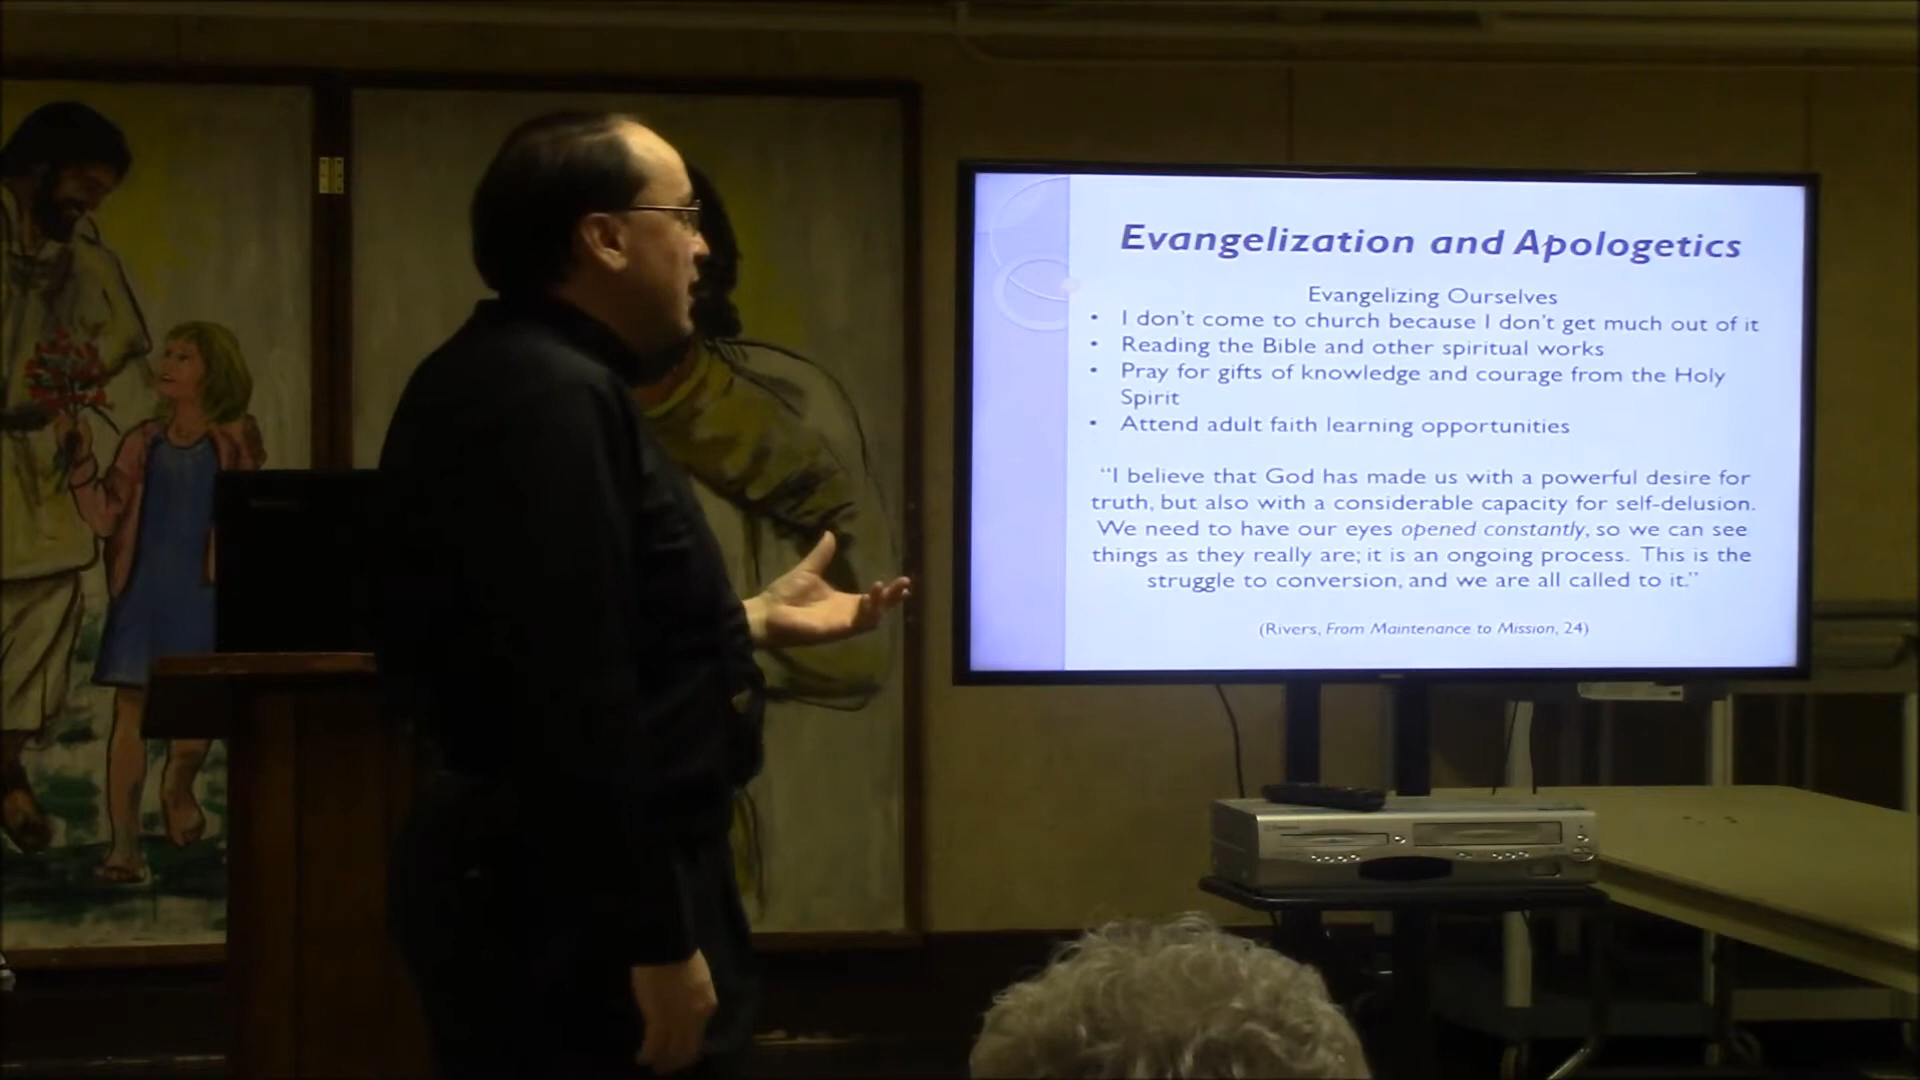 Evangelization and Apologetics
Evangelizing Ourselves
• I don't come to church because I don't get much out of it
• Reading the Bible and other spiritual works
• Pray for gifts of knowledge and courage from the Holy
Spirit
• Attend adult faith learning opportunities
“I believe that God has made us with a powerful desire for
truth, but also with a considerable capacity for self-delusion.
We need to have our eyes opened constantly, so we can see
things as they really are; it is an ongoing process. This is the
struggle to conversion, and we are all called to it.”
(Rivers, From Maintenance to Mission, 24)